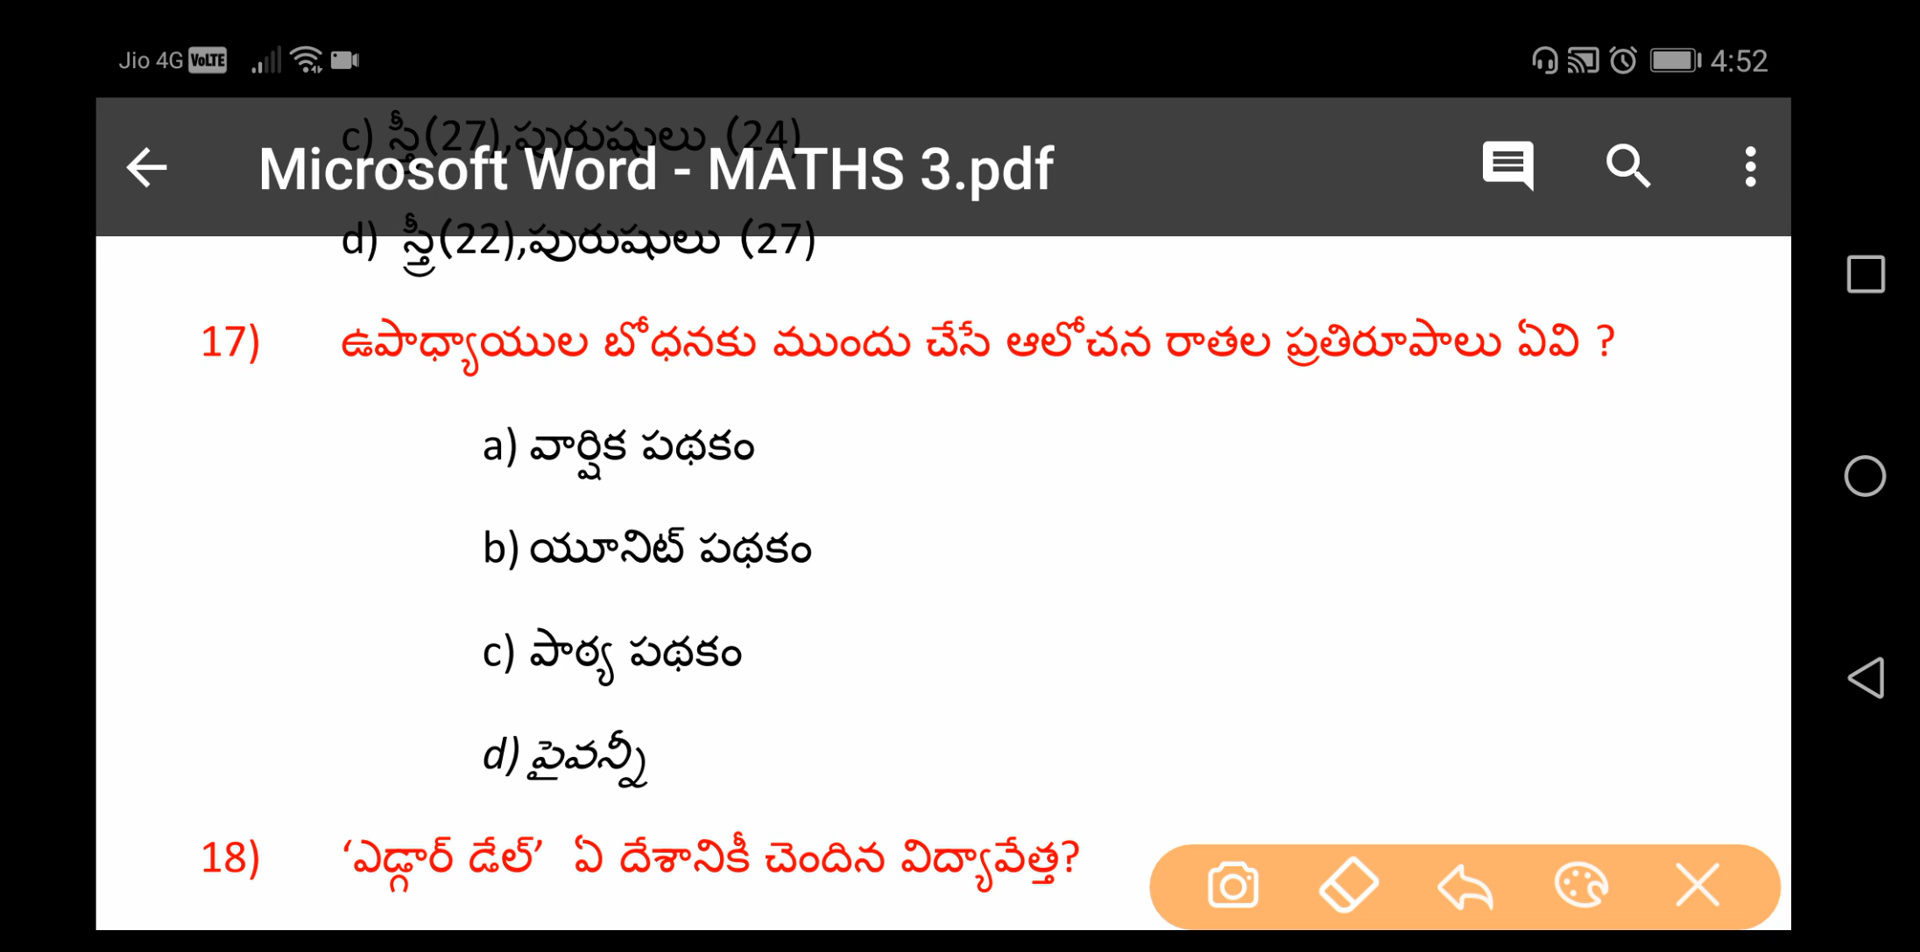 Jio 4G VoLTE 4:52
c) స్త్రీ(27),పురుషులు (24)
Microsoft Word - MATHS 3.pdf
d) స్త్రీ(22),పురుషులు (27)
17) ఉపాధ్యాయుల బోధనకు ముందు చేసే ఆలోచన రాతల ప్రతిరూపాలు ఏవి ?
a) వార్షిక పథకం
b) యూనిట్ పథకం
c) పాఠ్య పథకం
d) పైవన్నీ
18) ‘ఎడ్గార్ డేల్’ ఏ దేశానికీ చెందిన విద్యావేత్త?